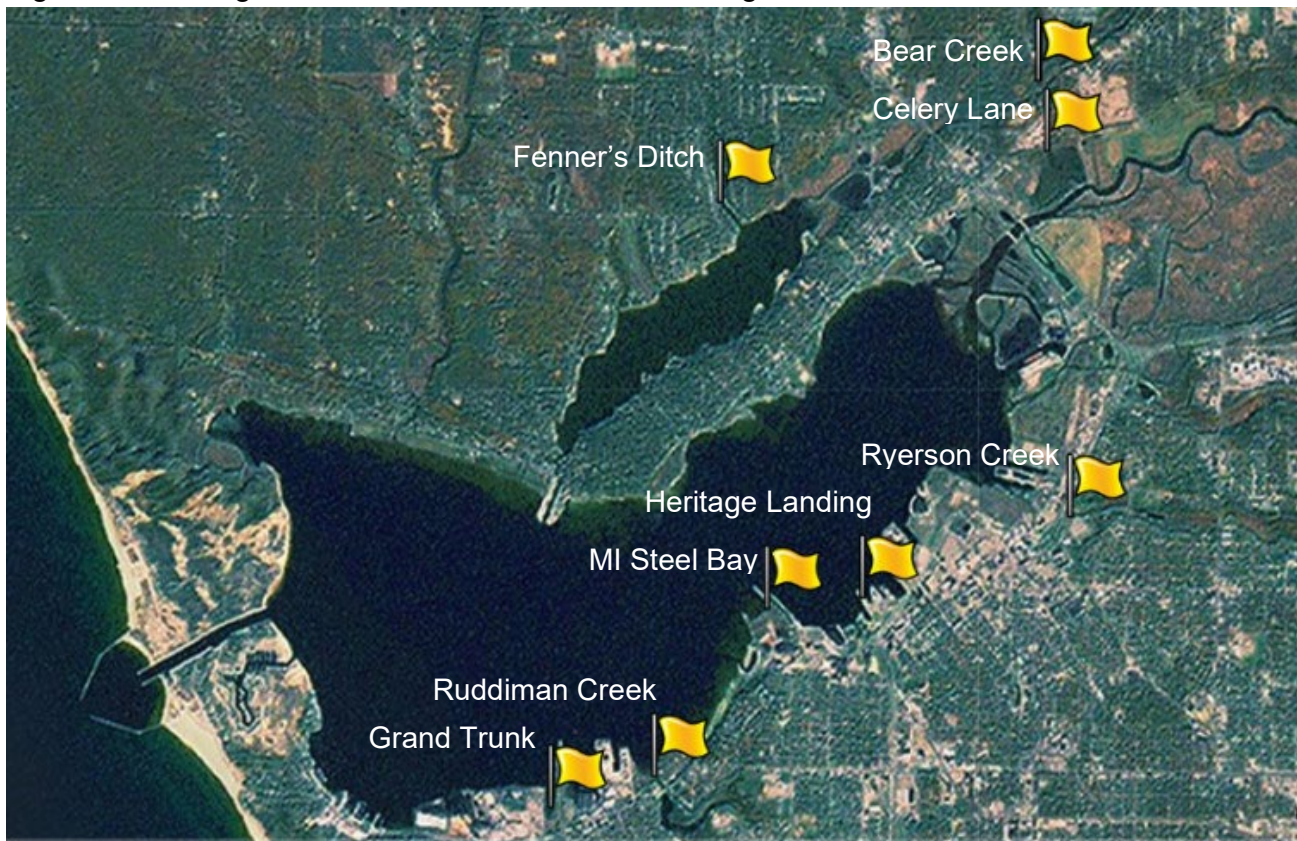 Bear Creek
Celery Lane
Fenner's Ditch
Ryerson Creek
Heritage Landing
MI Steel Bay
Ruddiman Creek
Grand Trunk